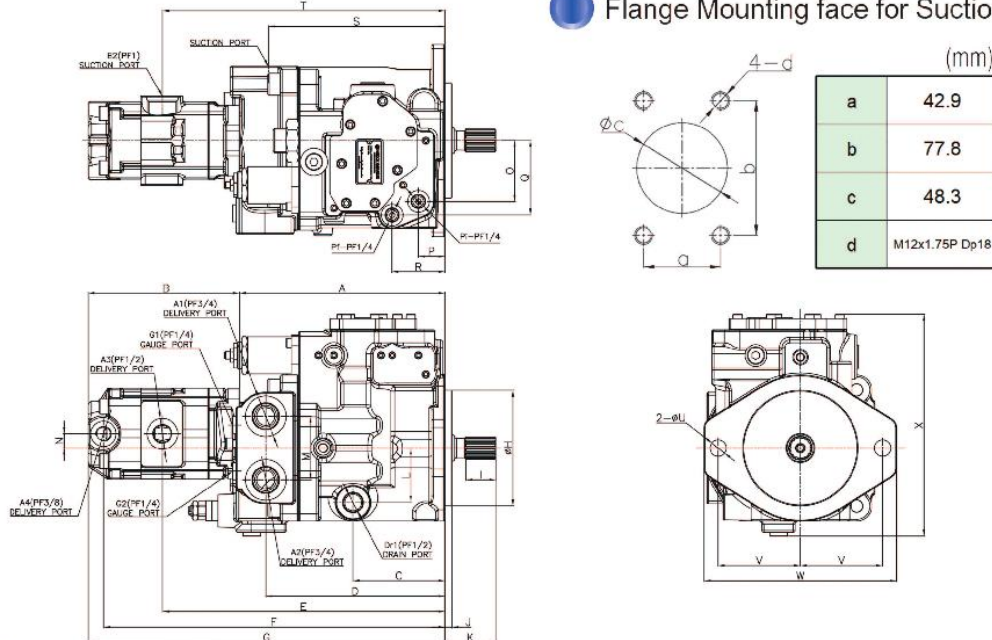 Flange Mounting face for Suctio
(mm)
a 42.9
b 77.8
c 48.3
d M12x1.75P Dp18
4-d
Øc
b
a
T
S
SUCTION PORT
B2(PF1)
SUCTION PORT
O
Q
Pf-PF1/4
Pi-PF1/4
P
R
B
A
A1(PF3/4)
DELIVERY PORT
G1(PF1/4)
GAUGE PORT
A3(PF1/2)
DELIVERY PORT
N
M
L
I
ØH
A4(PF3/8)
DELIVERY PORT
G2(PF1/4)
GAUGE PORT
A2(PF3/4)
DELIVERY PORT
Dr1(PF1/2)
DRAIN PORT
C
D
E
F
J
G
K
2-ØU
X
V
V
W